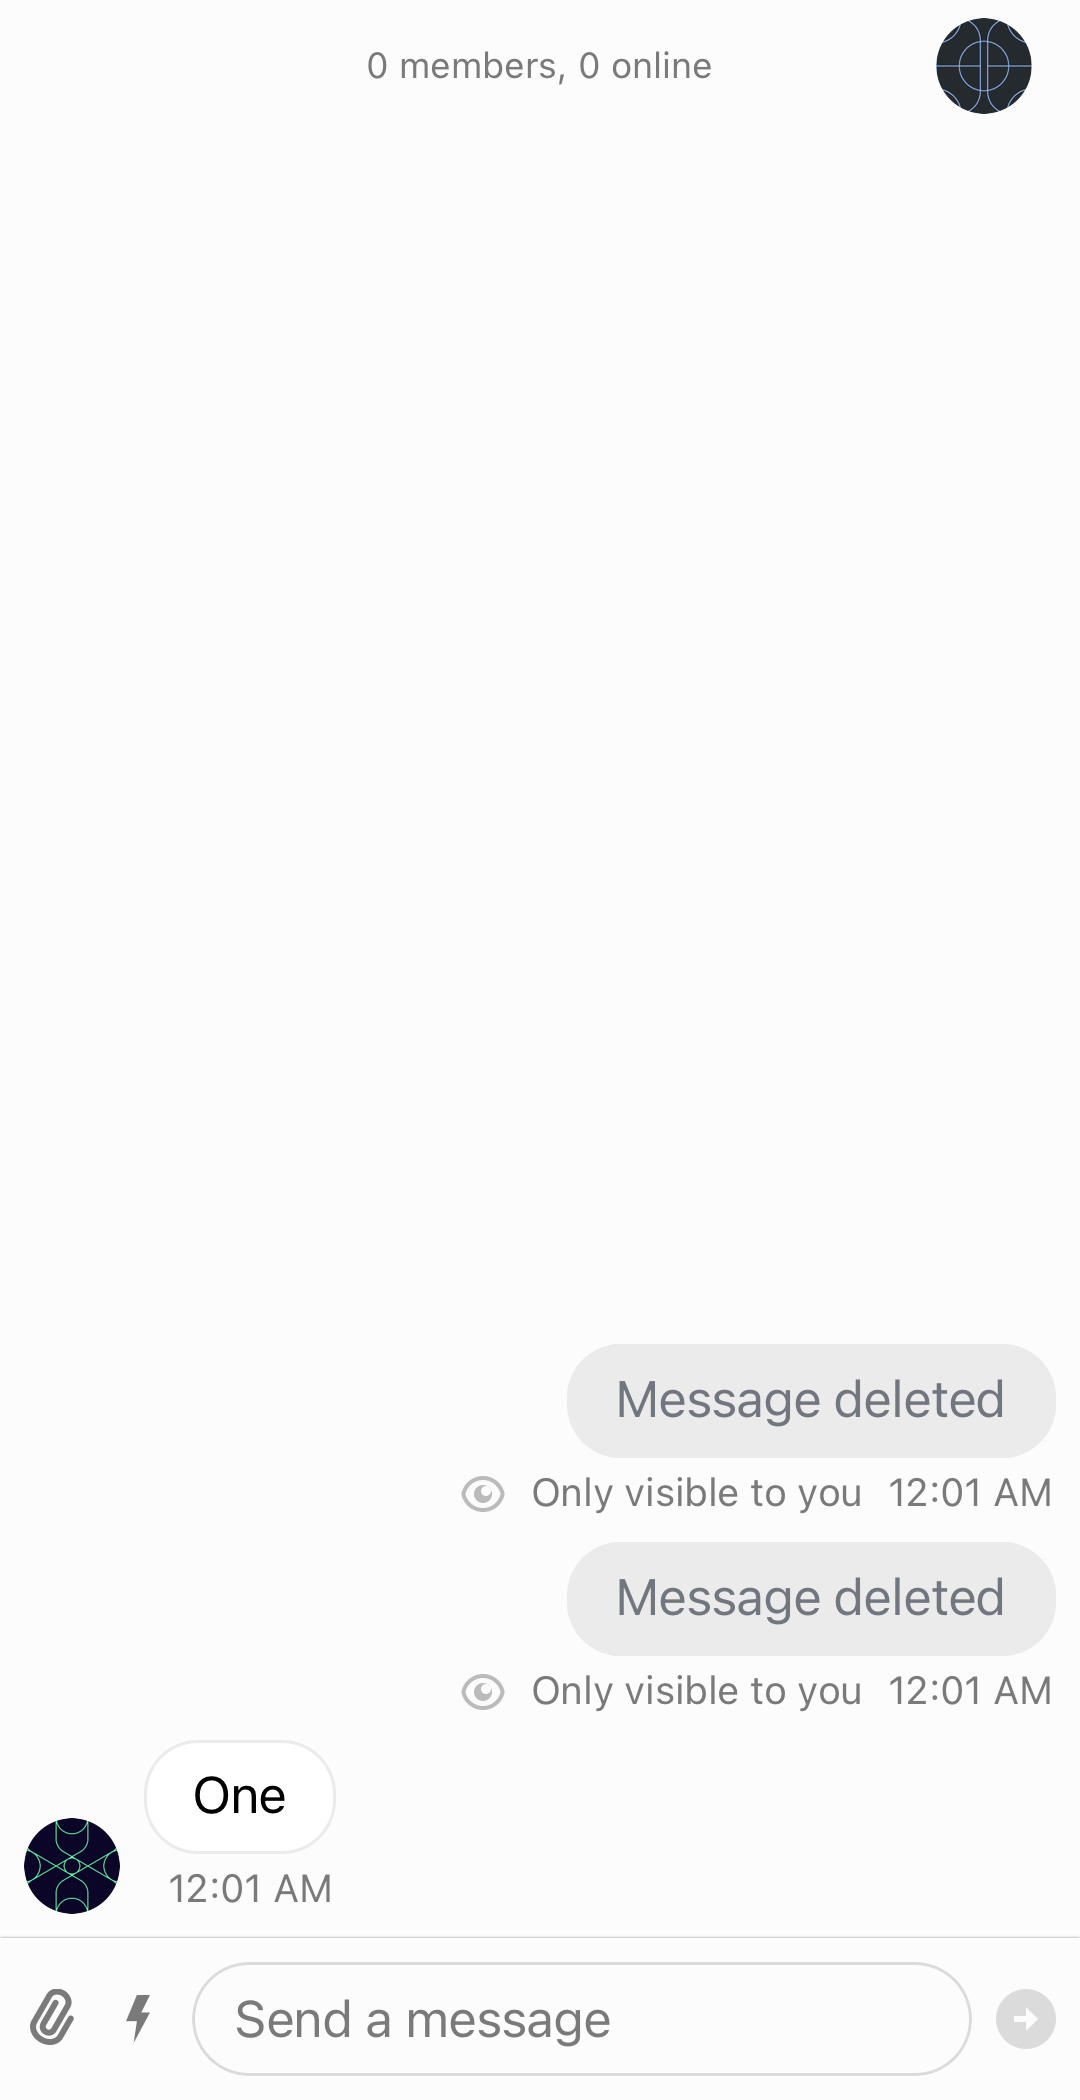 0 members, 0 online
Message deleted
Only visible to you 12:01 AM
Message deleted
Only visible to you 12:01 AM
One
12:01 AM
Send a message